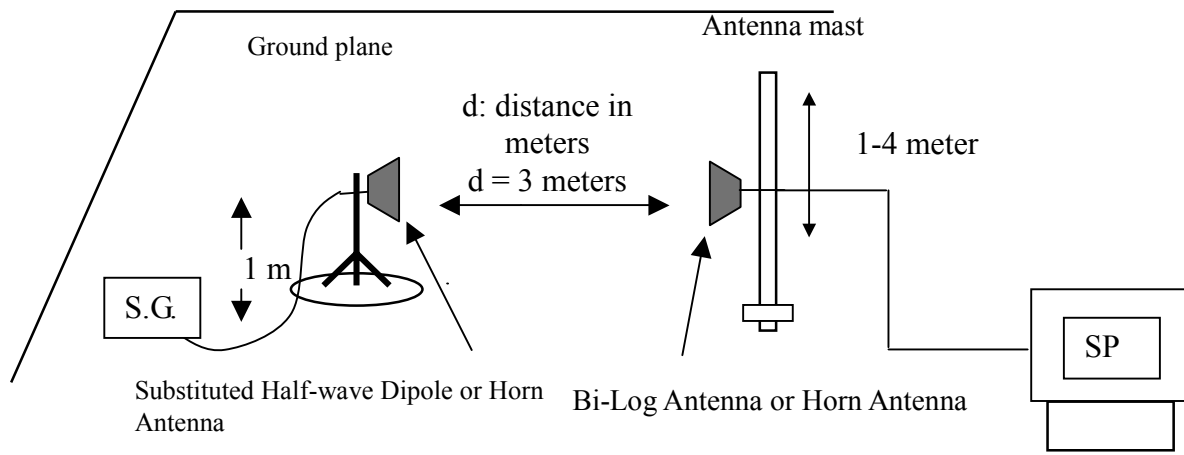 Ground plane
Antenna mast
d: distance in
meters
d = 3 meters
1-4 meter
1 m
S.G.
SP
Substituted Half-wave Dipole or Horn
Antenna
Bi-Log Antenna or Horn Antenna